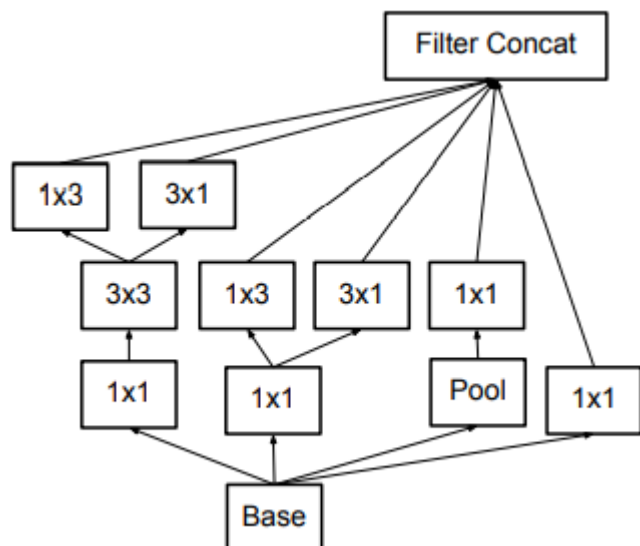 Filter Concat
1x3 3x1
3x3 1x3 3x1 1x1
1x1 1x1 Pool 1x1
Base